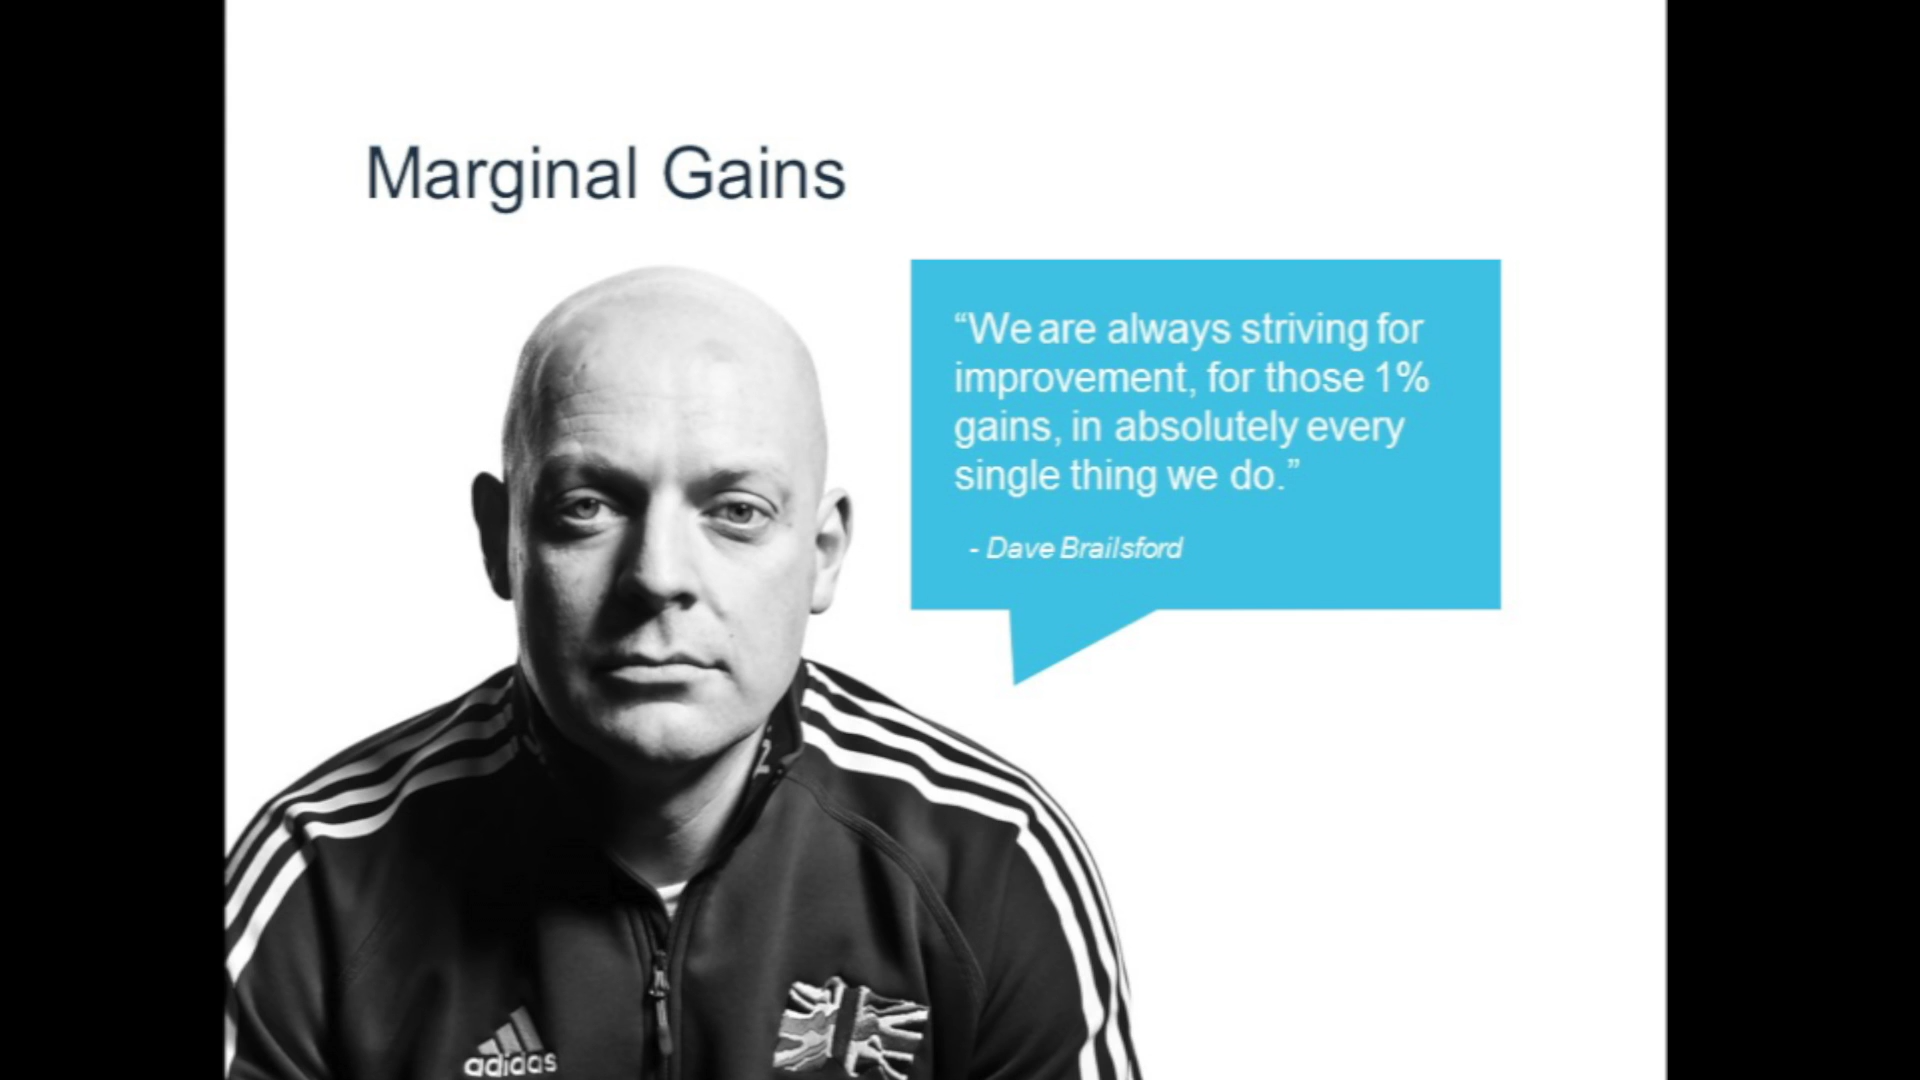 Marginal Gains
“We are always striving for
improvement, for those 1%
gains, in absolutely every
single thing we do.”
- Dave Brailsford
adidas